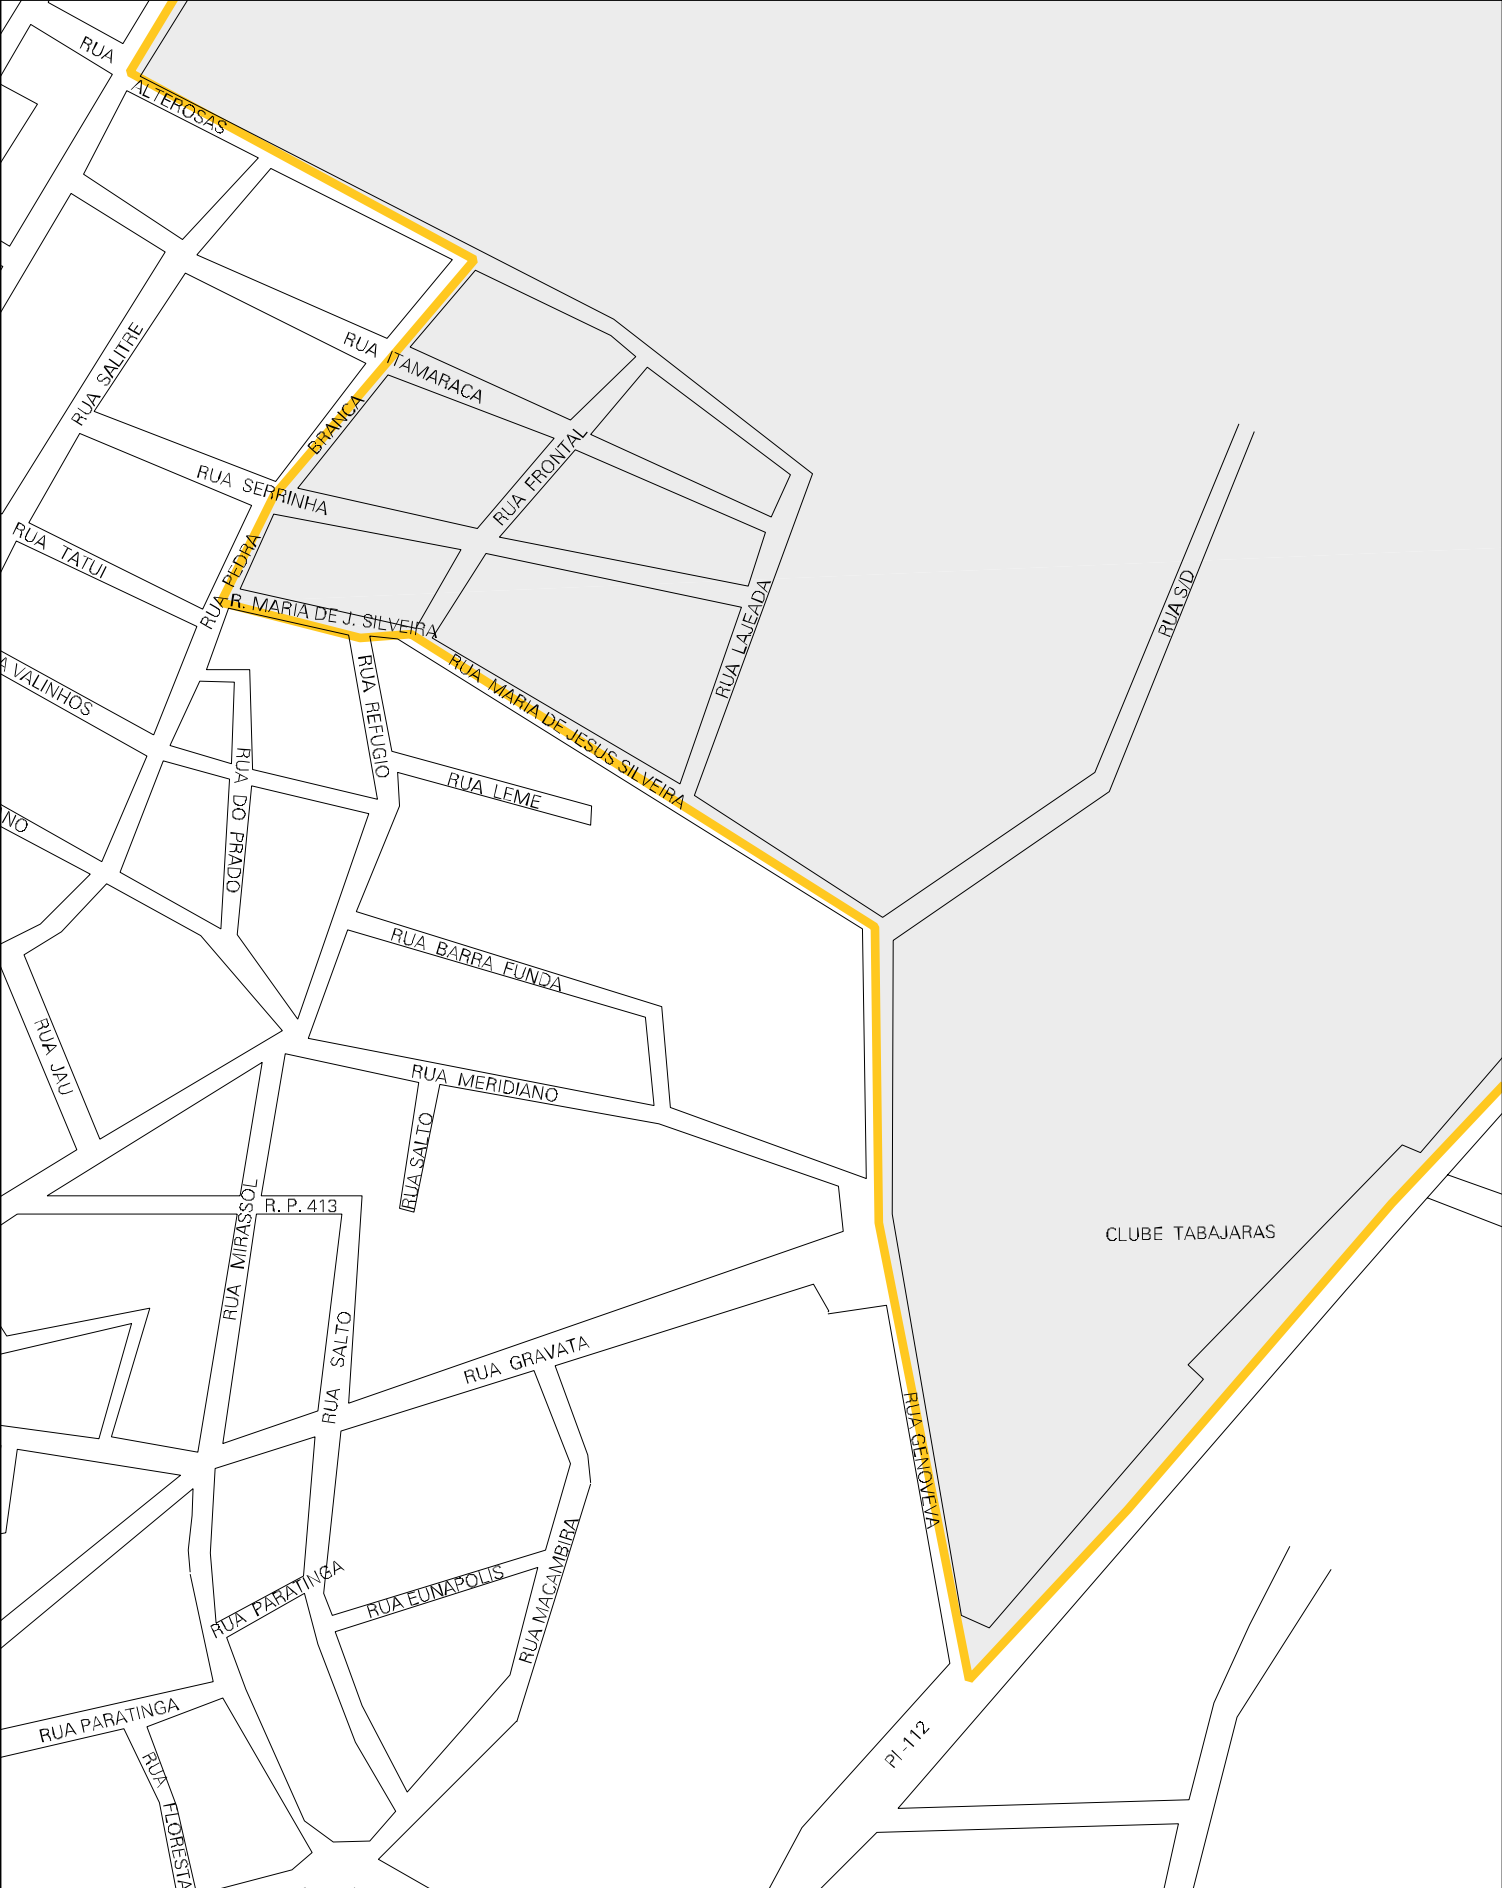 RUA
ALTEROSAS
RUA SALITRE
RUA ITAMARACA
BRANCA
RUA FRONTAL
RUA SERRINHA
RUA TATUI
PEDRA
RUA
R. MARIA DE J. SILVEIRA
RUA LAJEADA
RUA S/D
A VALINHOS
RUA REFUGIO
RUA MARIA DE JESUS SILVEIRA
RUA LEME
RUA DO PRADO
NO
RUA BARRA FUNDA
RUA JAU
RUA MERIDIANO
RUA SALTO
R. P. 413
RUA MIRASSOL
CLUBE TABAJARAS
RUA SALTO
RUA GRAVATA
RUA GENOVEVA
RUA PARATINGA
RUA EUNAPOLIS
RUA MACAMBIRA
RUA PARATINGA
PI-112
RUA FLORESTA